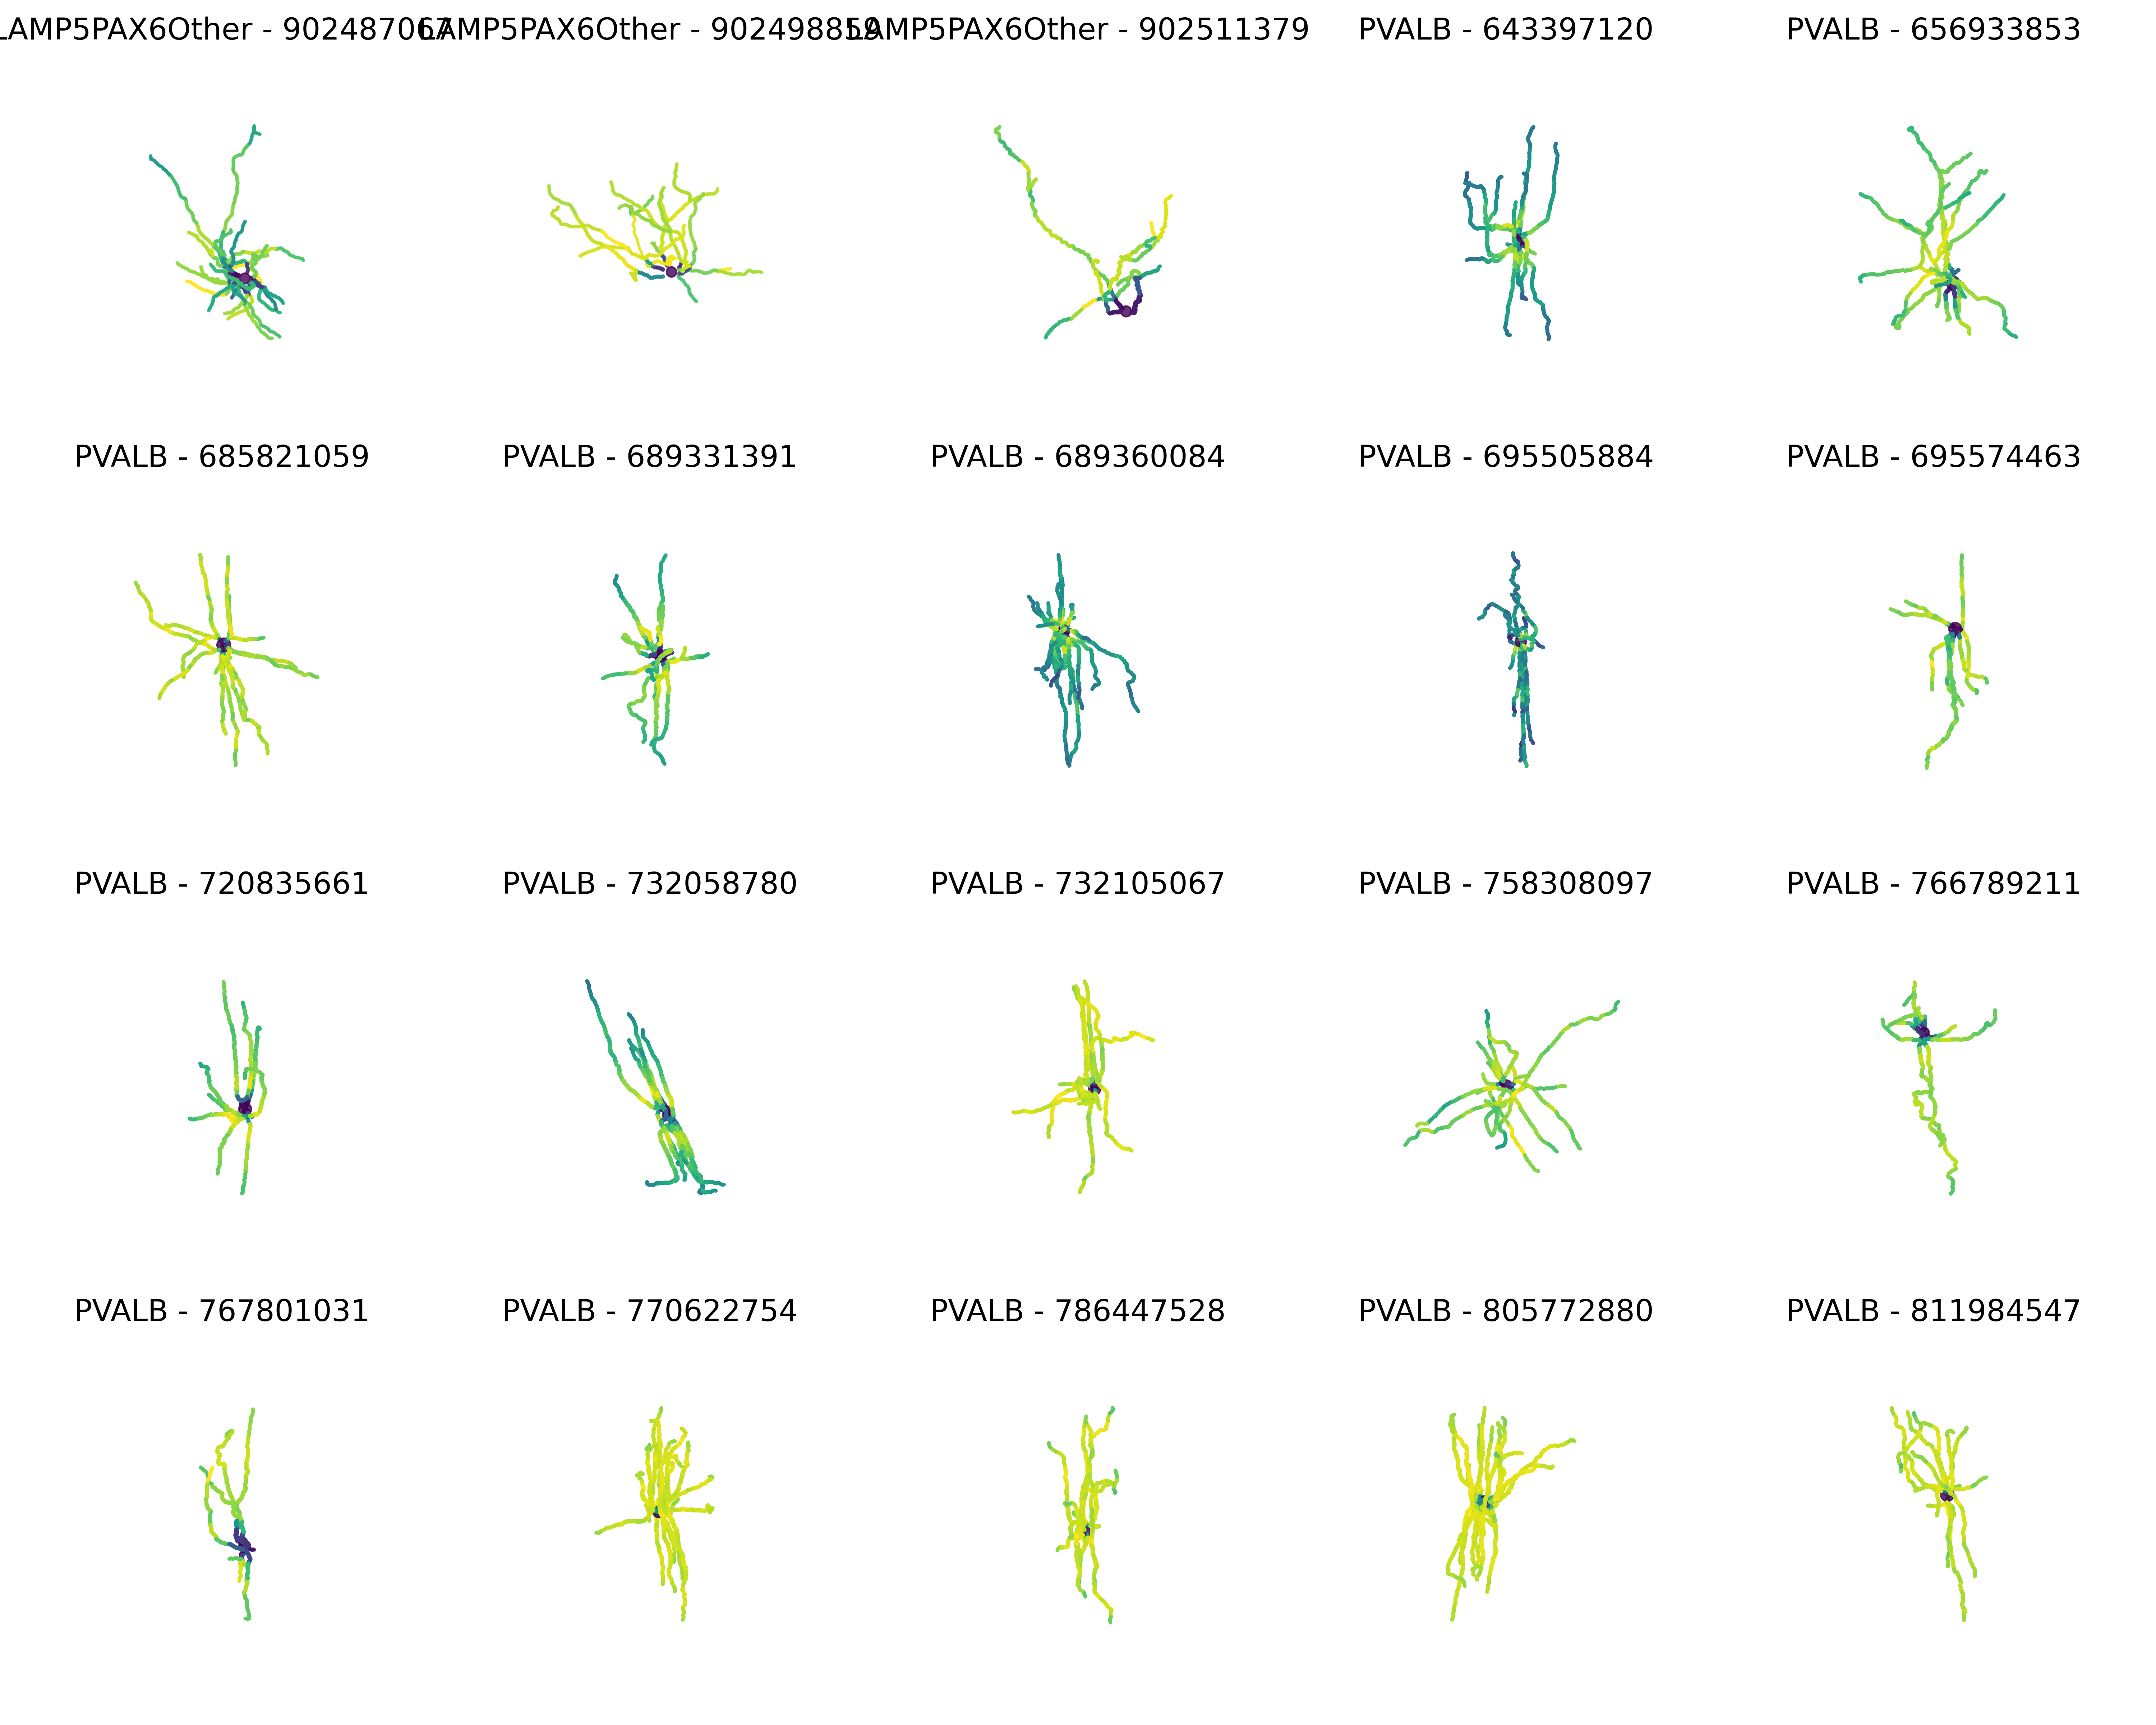 LAMP5PAX6Other - LAMP5PAX6Other - LAMP5PAX6Other - 902511379 PVALB - 643397120 PVALB - 656933853
PVALB - 685821059 PVALB - 689331391 PVALB - 689360084 PVALB - 695505884 PVALB - 695574463
PVALB - 720835661 PVALB - 732058780 PVALB - 732105067 PVALB - 758308097 PVALB - 766789211
PVALB - 767801031 PVALB - 770622754 PVALB - 786447528 PVALB - 805772880 PVALB - 811984547